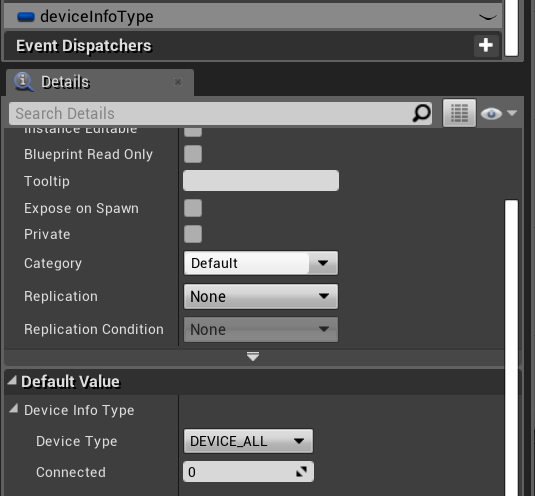 deviceInfoType
Event Dispatchers
Details
Search Details
Instance Editable
Blueprint Read Only
Tooltip
Expose on Spawn
Private
Category Default
Replication None
Replication Condition None
Default Value
Device Info Type
Device Type DEVICE_ALL
Connected 0